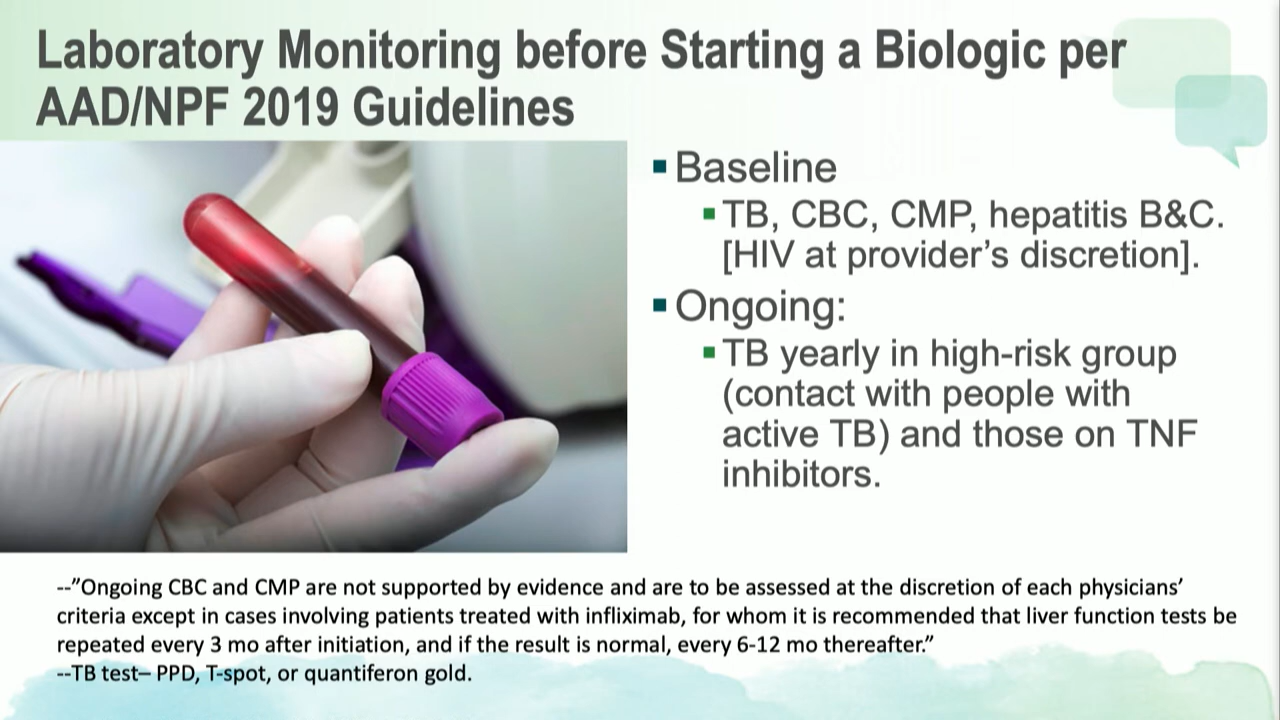 Laboratory Monitoring before Starting a Biologic per
AAD/NPF 2019 Guidelines
▪ Baseline
▪ TB, CBC, CMP, hepatitis B&C.
[HIV at provider’s discretion].
▪ Ongoing:
▪ TB yearly in high-risk group
(contact with people with
active TB) and those on TNF
inhibitors.
--”Ongoing CBC and CMP are not supported by evidence and are to be assessed at the discretion of each physicians’
criteria except in cases involving patients treated with infliximab, for whom it is recommended that liver function tests be
repeated every 3 mo after initiation, and if the result is normal, every 6-12 mo thereafter.”
--TB test– PPD, T-spot, or quantiferon gold.